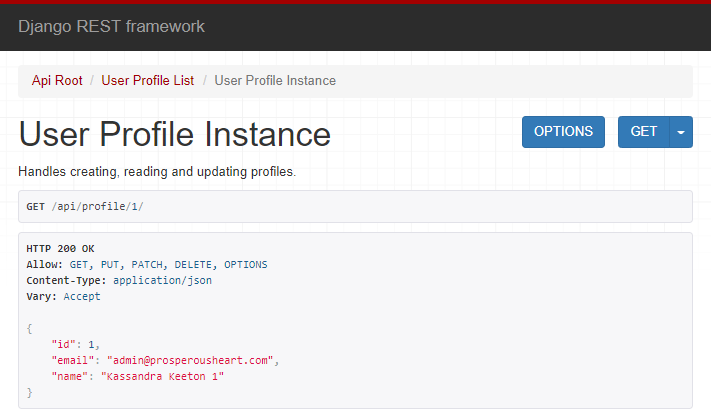 Django REST framework
Api Root / User Profile List / User Profile Instance
User Profile Instance
OPTIONS
GET
Handles creating, reading and updating profiles.
GET /api/profile/1/
HTTP 200 OK
Allow: GET, PUT, PATCH, DELETE, OPTIONS
Content-Type: application/json
Vary: Accept
{
    "id": 1,
    "email": "admin@prosperousheart.com",
    "name": "Kassandra Keeton 1"
}